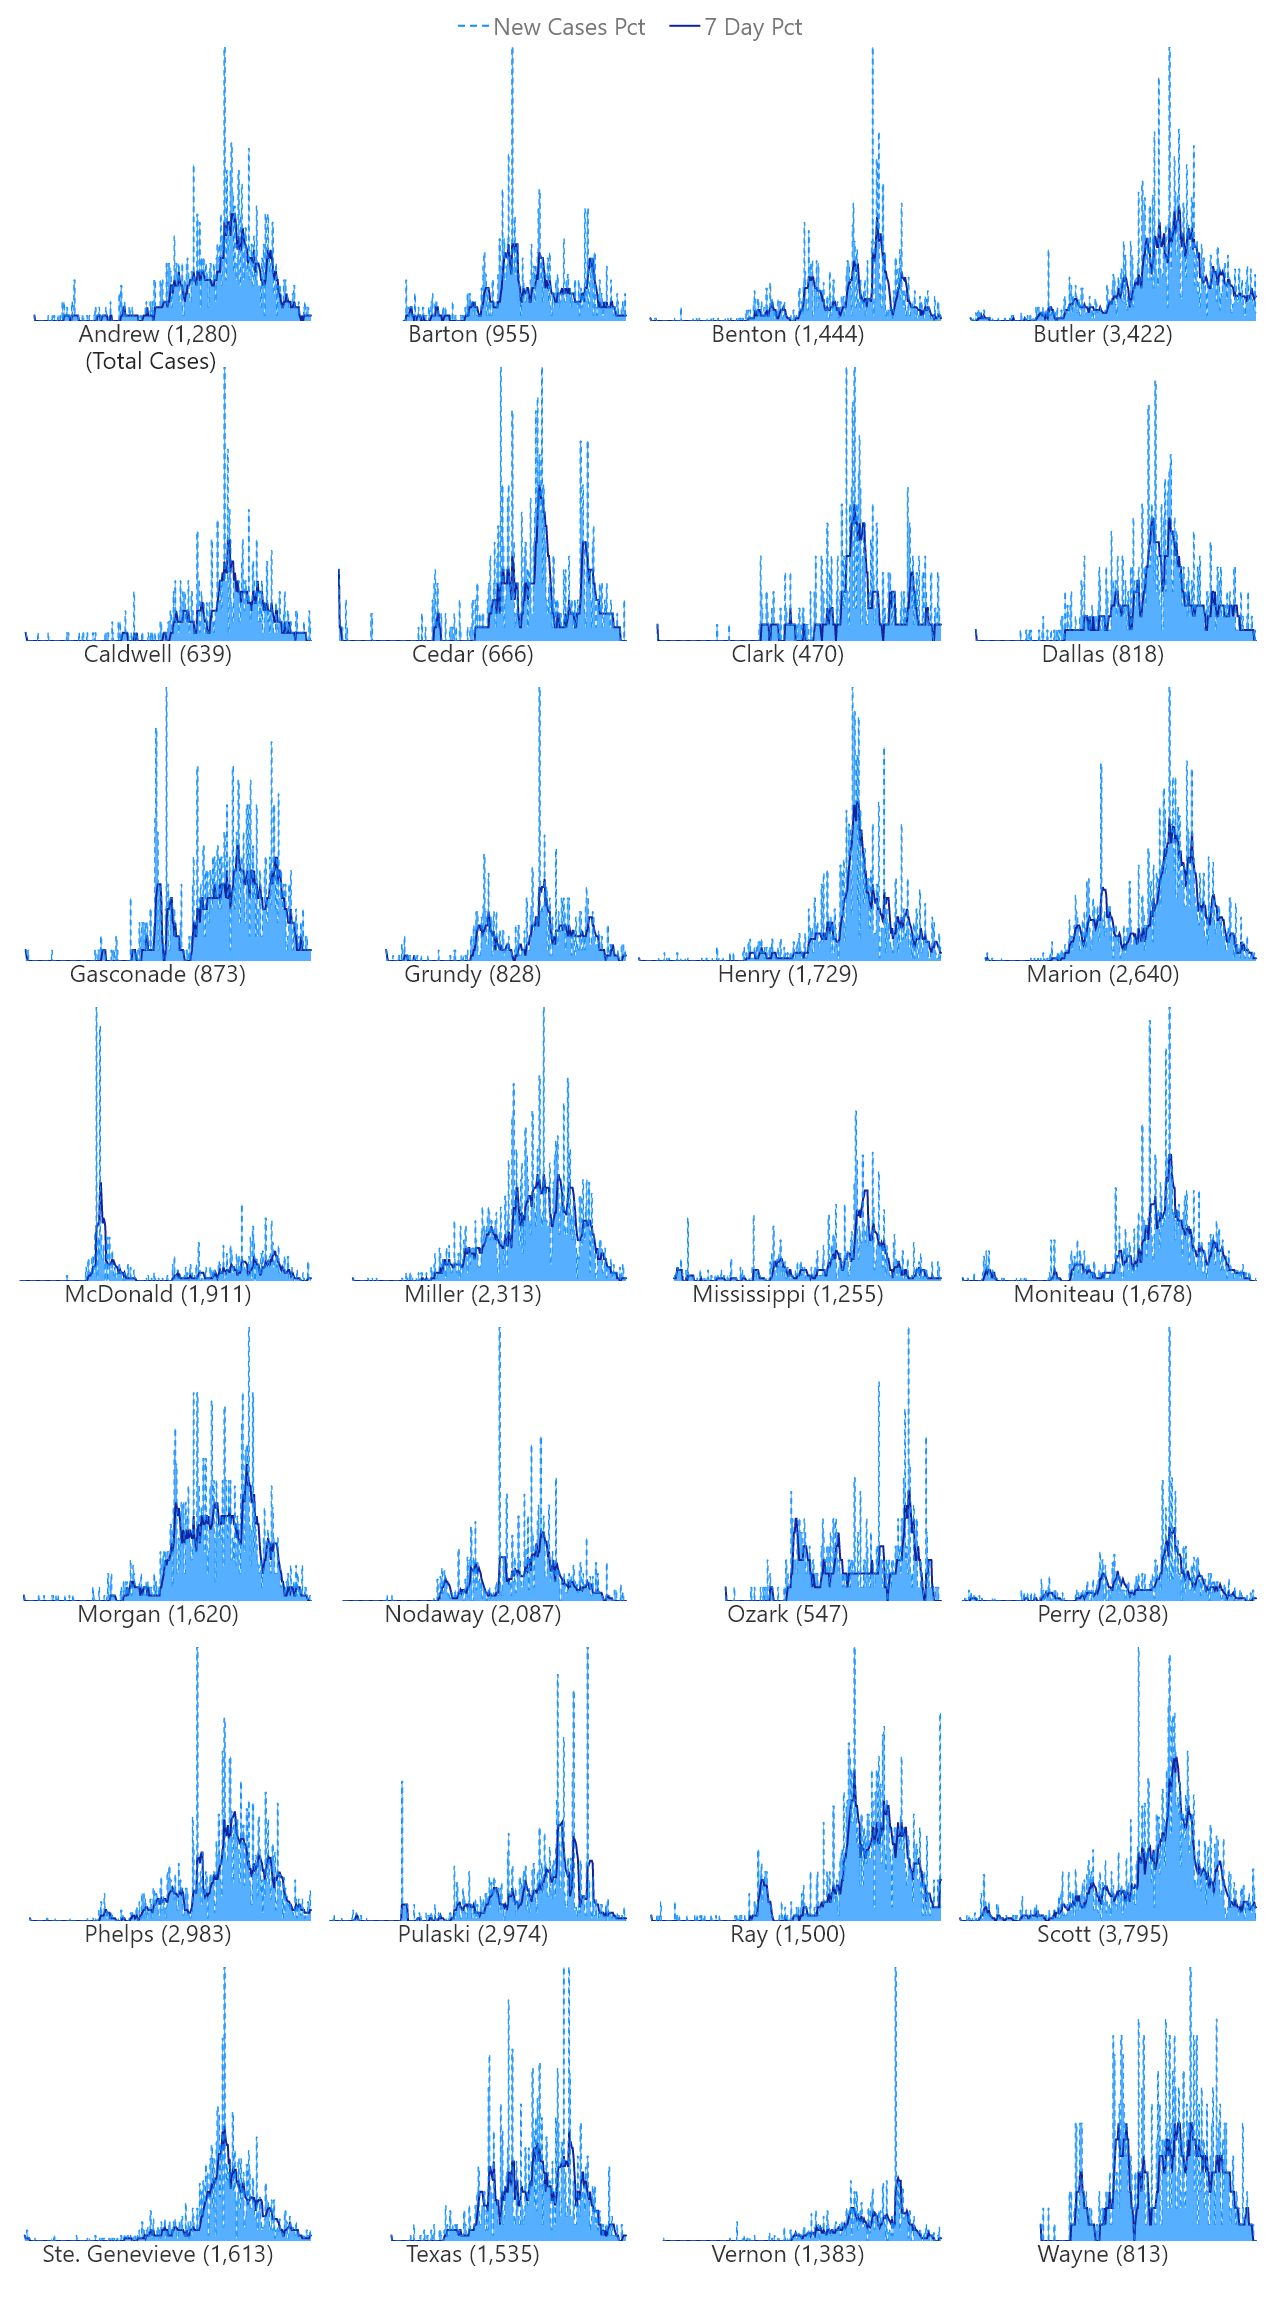 New Cases Pct 7 Day Pct
Andrew (1,280) Barton (955) Benton (1,444) Butler (3,422)
(Total Cases)
Caldwell (639) Cedar (666) Clark (470) Dallas (818)
Gasconade (873) Grundy (828) Henry (1,729) Marion (2,640)
McDonald (1,911) Miller (2,313) Mississippi (1,255) Moniteau (1,678)
Morgan (1,620) Nodaway (2,087) Ozark (547) Perry (2,038)
Phelps (2,983) Pulaski (2,974) Ray (1,500) Scott (3,795)
Ste. Genevieve (1,613) Texas (1,535) Vernon (1,383) Wayne (813)